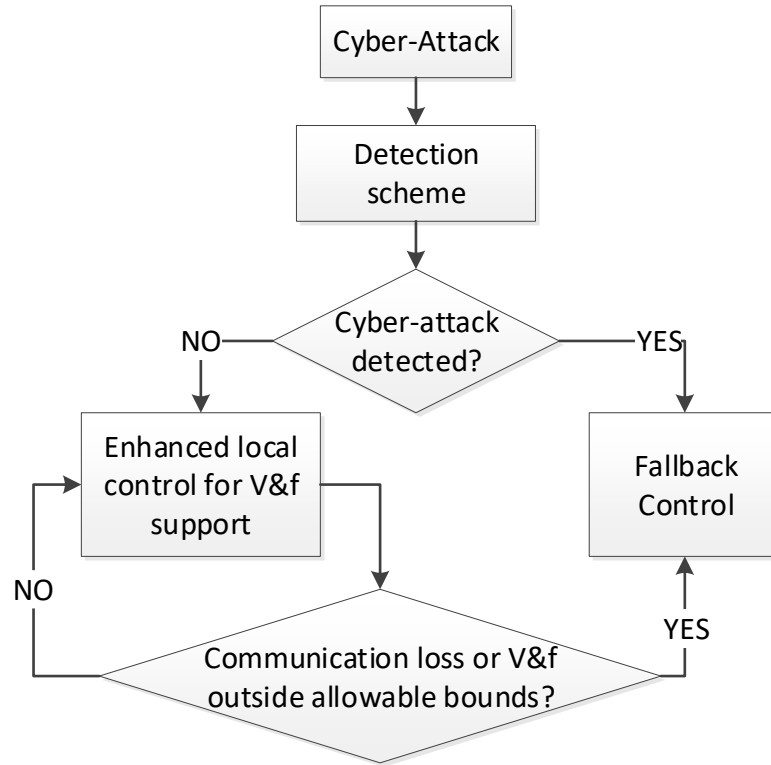 Cyber-Attack
Detection
scheme
Cyber-attack
detected?
NO
YES
Enhanced local
control for V&f
support
Fallback
Control
NO
YES
Communication loss or V&f
outside allowable bounds?